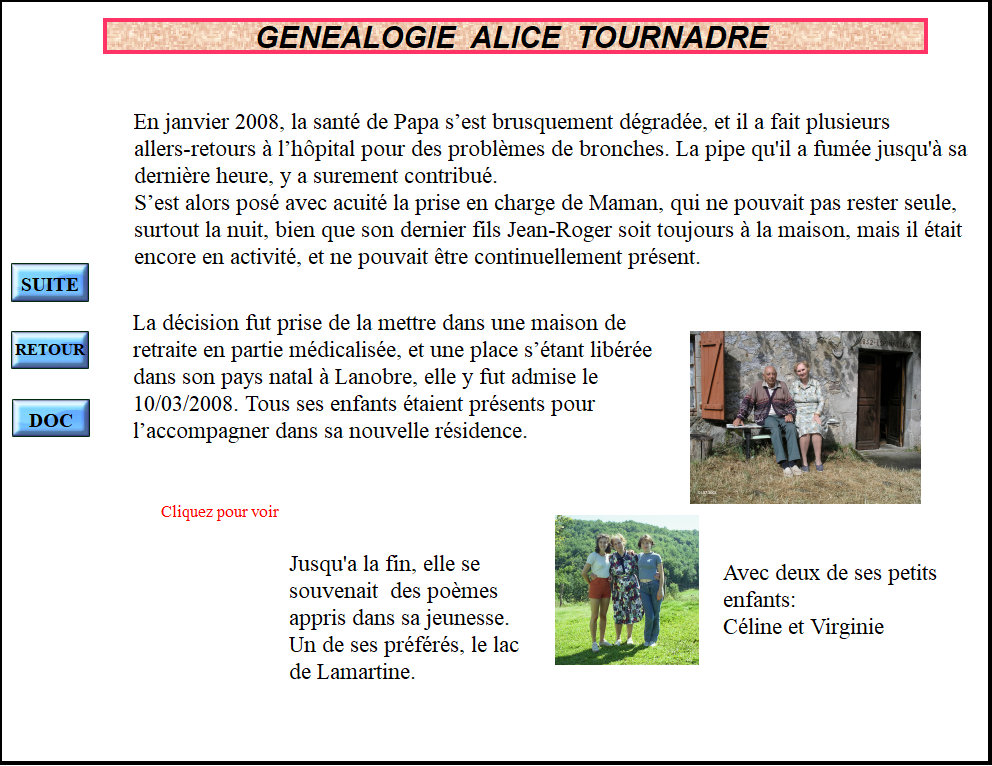 GENEALOGIE ALICE TOURNADRE
En janvier 2008, la santé de Papa s’est brusquement dégradée, et il a fait plusieurs
allers-retours à l’hôpital pour des problèmes de bronches. La pipe qu'il a fumée jusqu'à sa
dernière heure, y a surement contribué.
S’est alors posé avec acuité la prise en charge de Maman, qui ne pouvait pas rester seule,
surtout la nuit, bien que son dernier fils Jean-Roger soit toujours à la maison, mais il était
encore en activité, et ne pouvait être continuellement présent.
SUITE
RETOUR
DOC
La décision fut prise de la mettre dans une maison de
retraite en partie médicalisée, et une place s’étant libérée
dans son pays natal à Lanobre, elle y fut admise le
10/03/2008. Tous ses enfants étaient présents pour
l’accompagner dans sa nouvelle résidence.
Cliquez pour voir
Jusqu'a la fin, elle se
souvenait des poèmes
appris dans sa jeunesse.
Un de ses préférés, le lac
de Lamartine.
Avec deux de ses petits
enfants:
Céline et Virginie